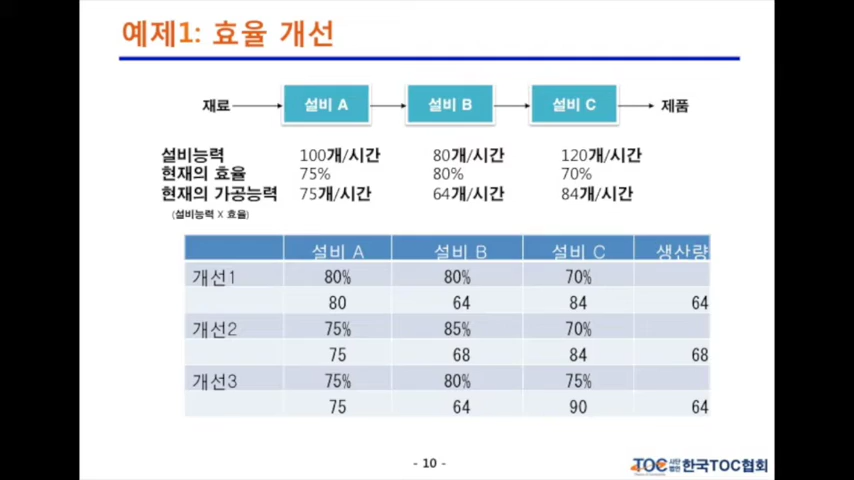 예제1: 효율 개선
재료 설비 A 설비 B 설비 C 제품
설비능력 100개/시간 80개/시간 120개/시간
현재의 효율 75% 80% 70%
현재의 가공능력 75개/시간 64개/시간 84개/시간
(설비능력 X 효율)
설비 A 설비 B 설비 C 생산량
개선1 80% 80% 70%
80 64 84 64
개선2 75% 85% 70%
75 68 84 68
개선3 75% 80% 75%
75 64 90 64
- 10 -
TOC 사단법인 한국TOC협회